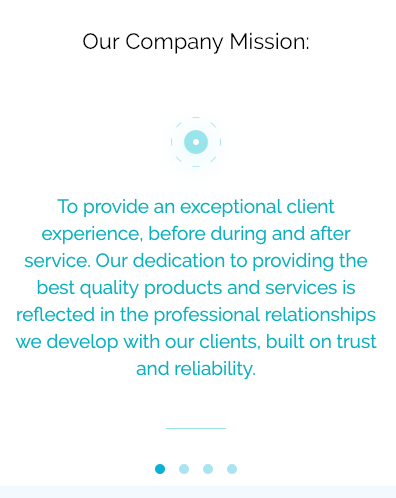 Our Company Mission:
To provide an exceptional client
experience, before during and after
service. Our dedication to providing the
best quality products and services is
reflected in the professional relationships
we develop with our clients, built on trust
and reliability.